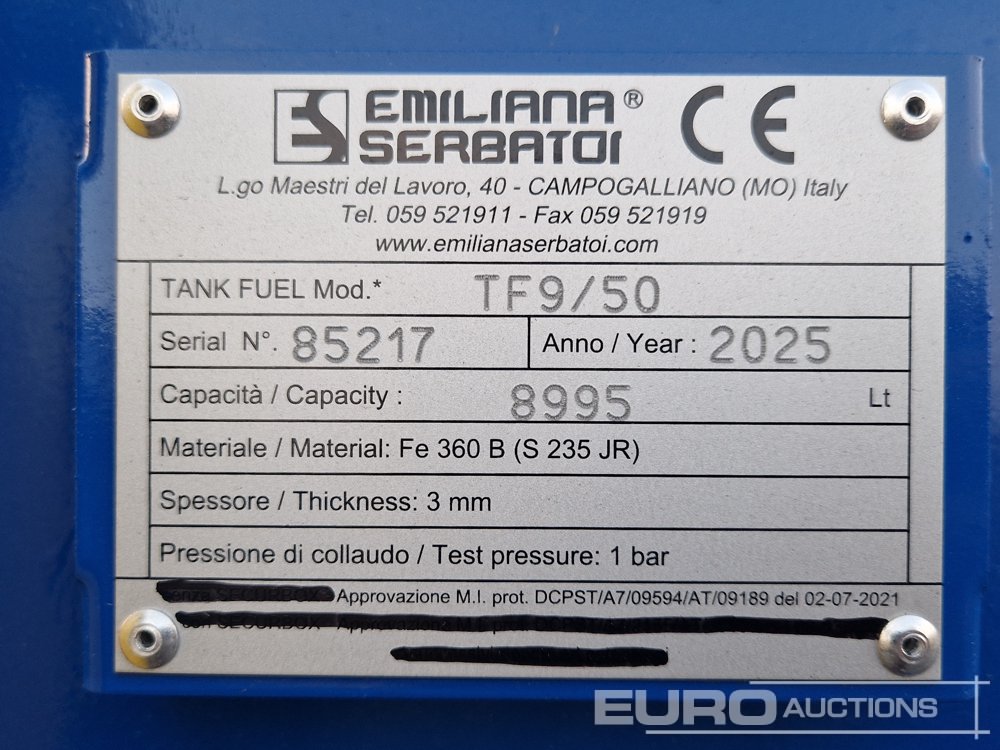 EMILIANA®
SERBATOI
CE
L.go Maestri del Lavoro, 40 - CAMPOGALLIANO (MO) Italy
Tel. 059 521911 - Fax 059 521919
www.emilianaserbatoi.com
TANK FUEL Mod.* TF9/50
Serial N°. 85217 Anno / Year : 2025
Capacità / Capacity : 8995 Lt
Materiale / Material: Fe 360 B (S 235 JR)
Spessore / Thickness: 3 mm
Pressione di collaudo / Test pressure: 1 bar
Approvazione M.I. prot. DCPST/A7/09594/AT/09189 del 02-07-2021
EURO AUCTIONS